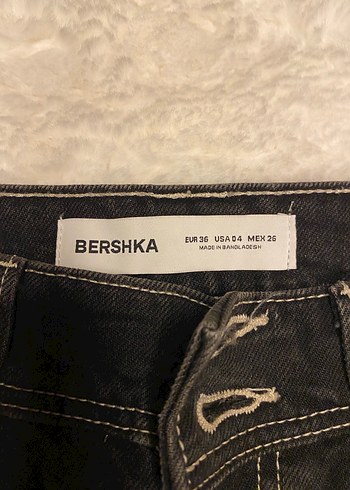 BERSHKA
EUR 36 USA 04 MEX 26
MADE IN BANGLADESH